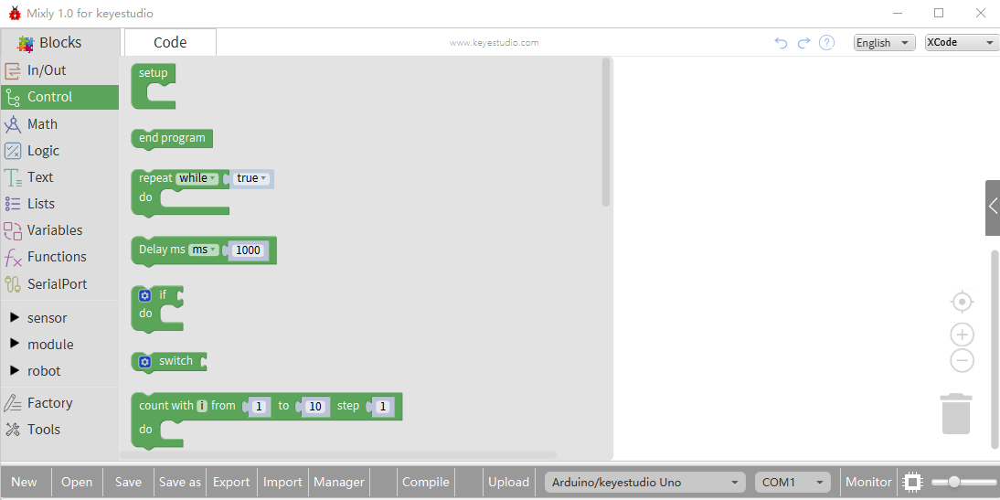 Mixly 1.0 for keyestudio
Blocks
Code
www.keyestudio.com
?
English
XCode
In/Out
Control
Math
Logic
Text
Lists
Variables
Functions
SerialPort
sensor
module
robot
Factory
Tools
setup
end program
repeat while true
do
Delay ms ms 1000
if
do
switch
count with i from 1 to 10 step 1
do
New Open Save Save as Export Import Manager Compile Upload Arduino/keyestudio Uno COM1 Monitor